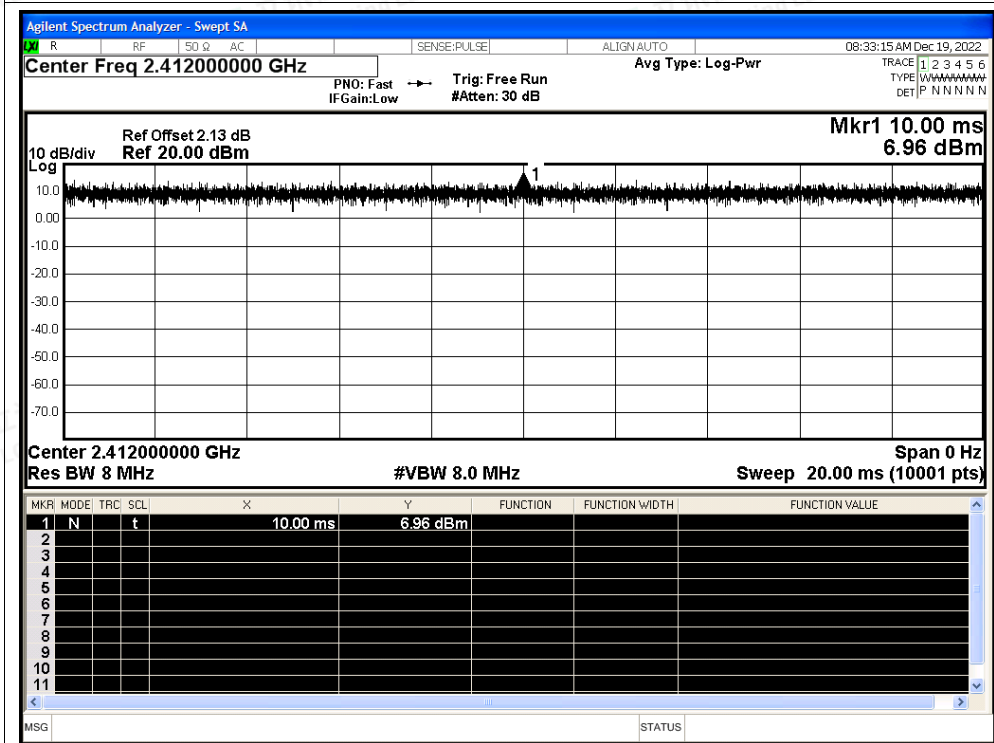 Agilent Spectrum Analyzer - Swept SA
LXI R RF 50 Ω AC SENSE:PULSE ALIGN AUTO 08:33:15 AM Dec 19, 2022
Center Freq 2.412000000 GHz Avg Type: Log-Pwr TRACE 1 2 3 4 5 6
PNO: Fast Trig: Free Run TYPE WWWWWW
IFGain:Low #Atten: 30 dB DET P N N N N N
Mkr1 10.00 ms
Ref Offset 2.13 dB
10 dB/div Ref 20.00 dBm 6.96 dBm
Log
1
10.0
0.00
-10.0
-20.0
-30.0
-40.0
-50.0
-60.0
-70.0
Center 2.412000000 GHz Span 0 Hz
Res BW 8 MHz #VBW 8.0 MHz Sweep 20.00 ms (10001 pts)
MKR MODE TRC SCL X Y FUNCTION FUNCTION WIDTH FUNCTION VALUE
1 N t 10.00 ms 6.96 dBm
2
3
4
5
6
7
8
9
10
11
MSG STATUS